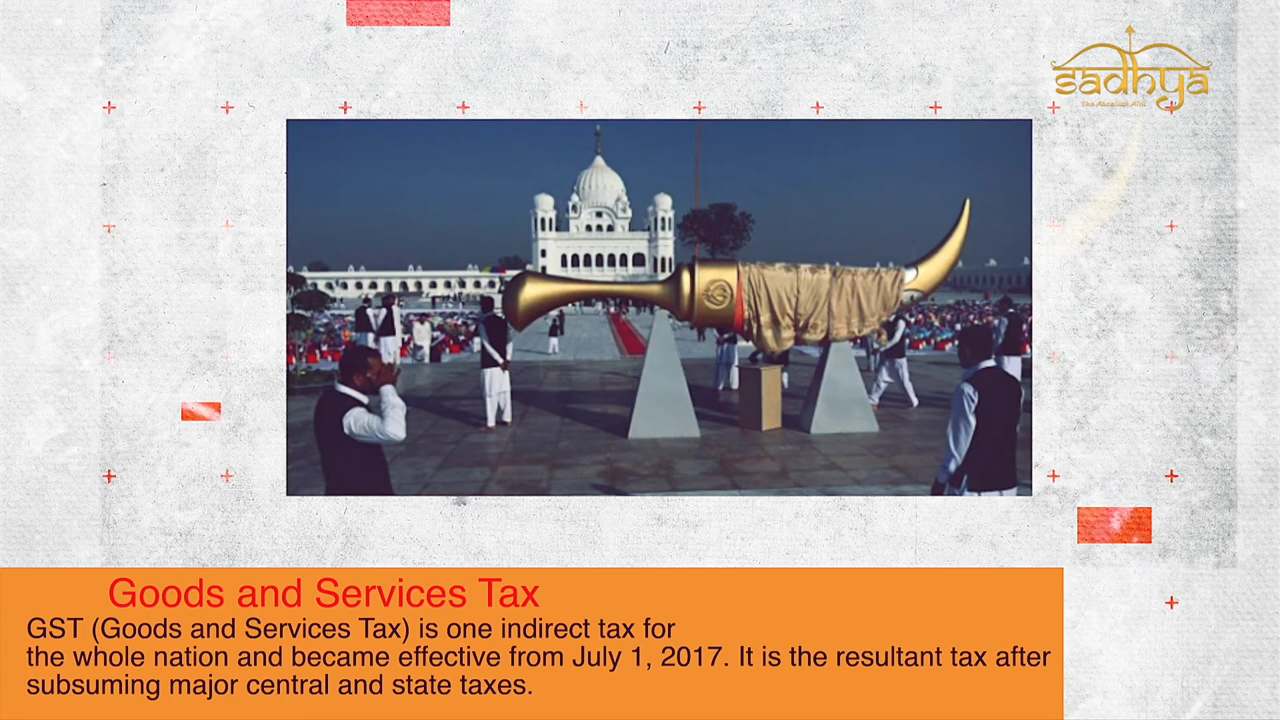 sadhya
Goods and Services Tax
GST (Goods and Services Tax) is one indirect tax for
the whole nation and became effective from July 1, 2017. It is the resultant tax after
subsuming major central and state taxes.